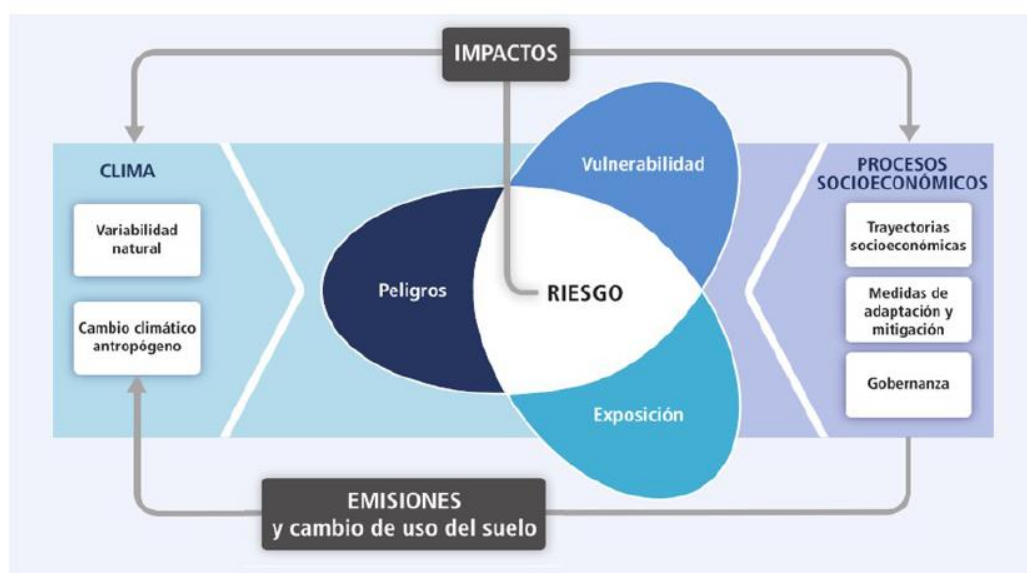 IMPACTOS
CLIMA
Variabilidad
natural
Cambio climático
antropógeno
Peligros
RIESGO
Vulnerabilidad
Exposición
PROCESOS
SOCIOECONÓMICOS
Trayectorias
socioeconómicas
Medidas de
adaptación y
mitigación
Gobernanza
EMISIONES
y cambio de uso del suelo